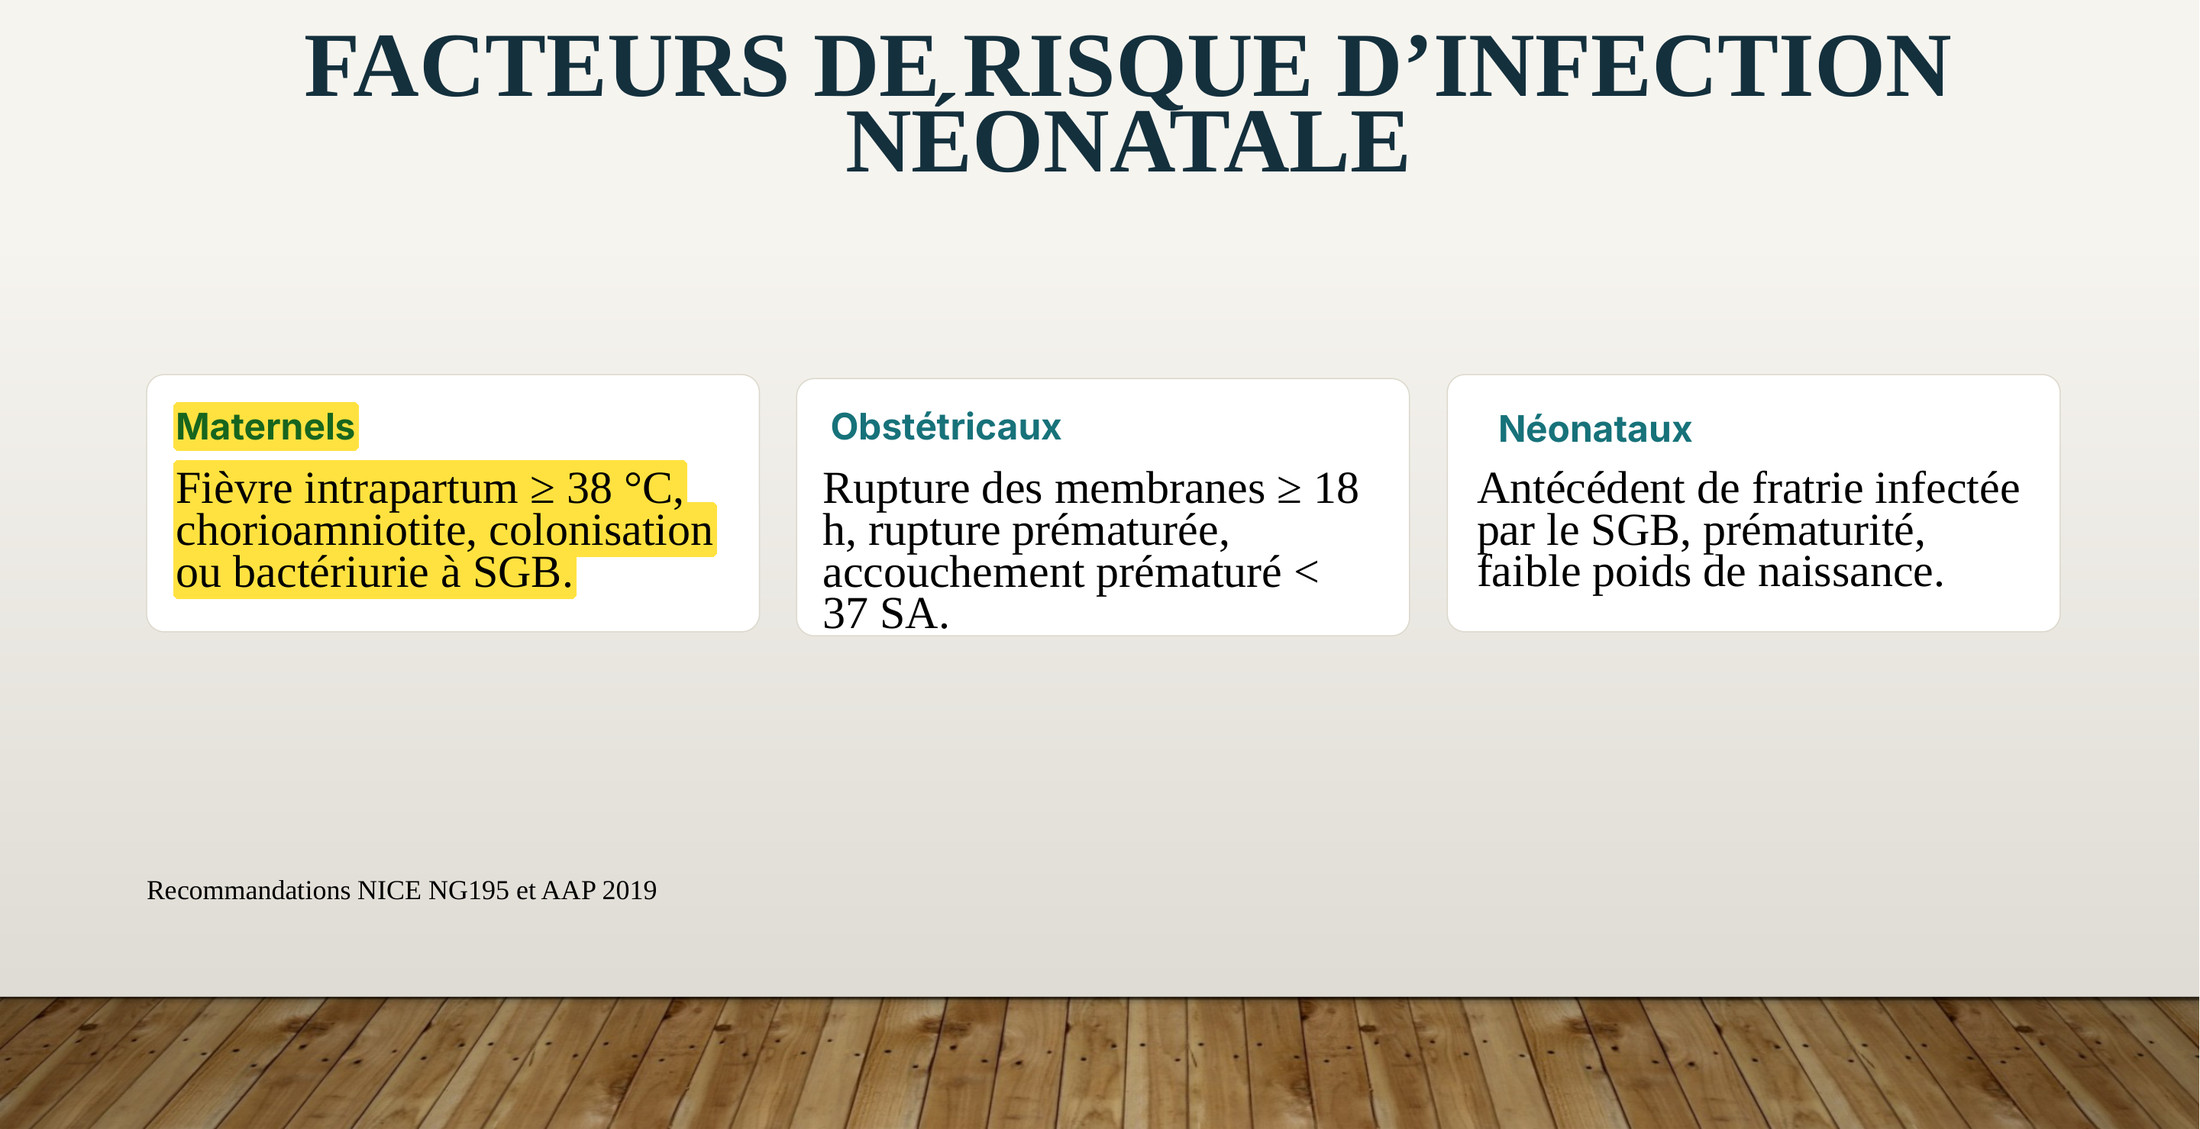 FACTEURS DE RISQUE D’INFECTION
NÉONATALE
Maternels
Fièvre intrapartum ≥ 38 °C,
chorioamniotite, colonisation
ou bactériurie à SGB.
Obstétricaux
Rupture des membranes ≥ 18
h, rupture prématurée,
accouchement prématuré <
37 SA.
Néonataux
Antécédent de fratrie infectée
par le SGB, prématurité,
faible poids de naissance.
Recommandations NICE NG195 et AAP 2019